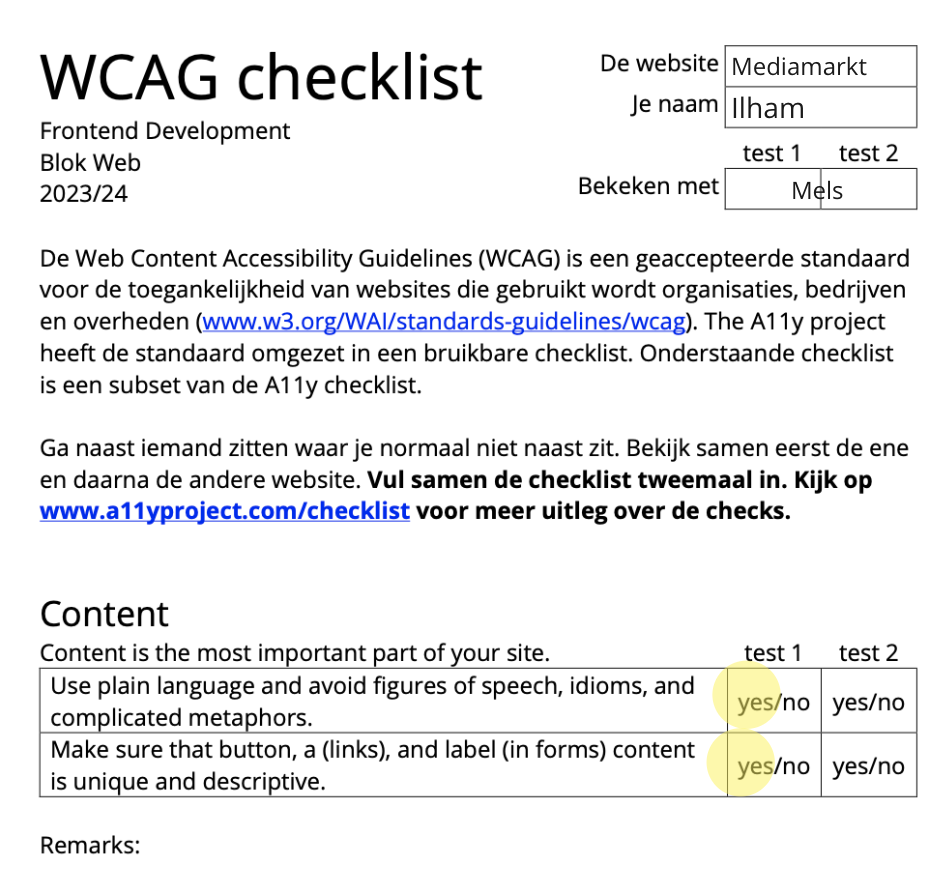 WCAG checklist
Frontend Development
Blok Web
2023/24
De website Mediamarkt
Je naam Ilham
test 1 test 2
Bekeken met Mels
De Web Content Accessibility Guidelines (WCAG) is een geaccepteerde standaard
voor de toegankelijkheid van websites die gebruikt wordt organisaties, bedrijven
en overheden (www.w3.org/WAI/standards-guidelines/wcag). The A11y project
heeft de standaard omgezet in een bruikbare checklist. Onderstaande checklist
is een subset van de A11y checklist.
Ga naast iemand zitten waar je normaal niet naast zit. Bekijk samen eerst de ene
en daarna de andere website. Vul samen de checklist tweemaal in. Kijk op
www.a11yproject.com/checklist voor meer uitleg over de checks.
Content
Content is the most important part of your site. test 1 test 2
Use plain language and avoid figures of speech, idioms, and
complicated metaphors. yes/no yes/no
Make sure that button, a (links), and label (in forms) content
is unique and descriptive. yes/no yes/no
Remarks: